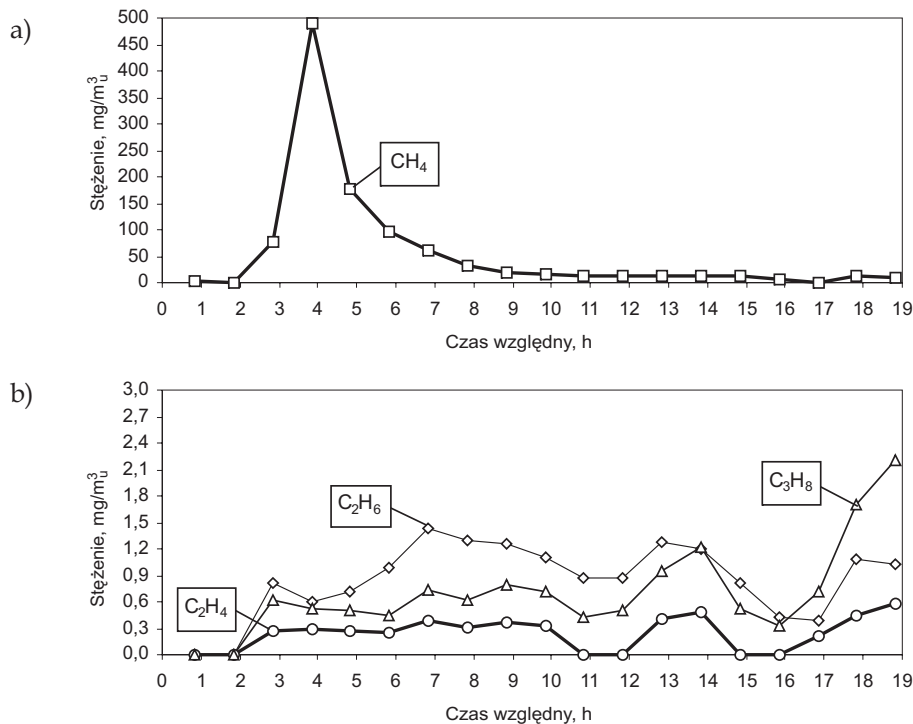 a)
Stężenie, mg/m³u
500
450
400
350
300
250
200
150
100
50
0
CH4
0 1 2 3 4 5 6 7 8 9 10 11 12 13 14 15 16 17 18 19
Czas względny, h
b)
Stężenie, mg/m³u
3,0
2,7
2,4
2,1
1,8
1,5
1,2
0,9
0,6
0,3
0,0
C2H6
C3H8
C2H4
0 1 2 3 4 5 6 7 8 9 10 11 12 13 14 15 16 17 18 19
Czas względny, h